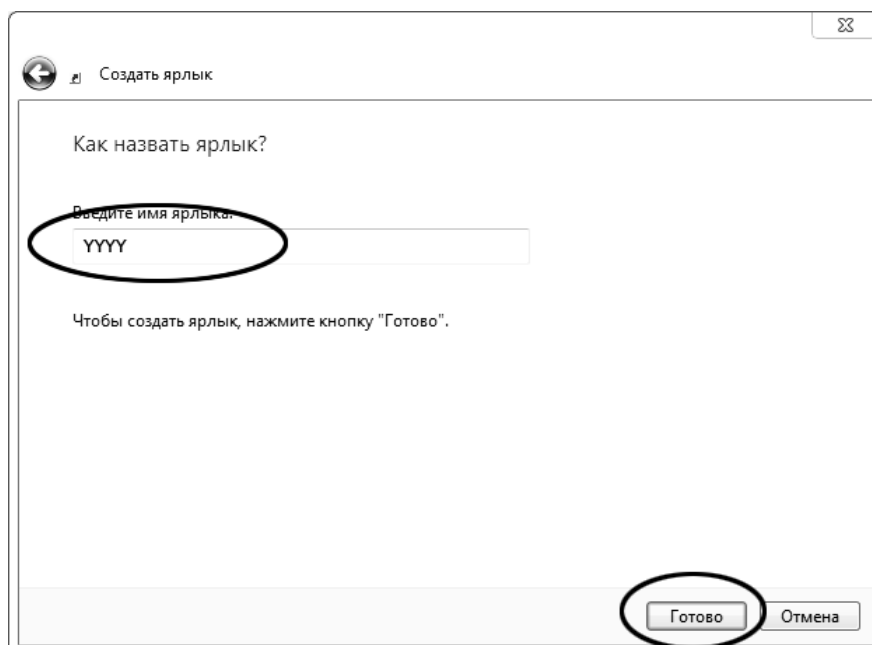 Создать ярлык
Как назвать ярлык?
Введите имя ярлыка:
YYYY
Чтобы создать ярлык, нажмите кнопку "Готово".
Готово
Отмена